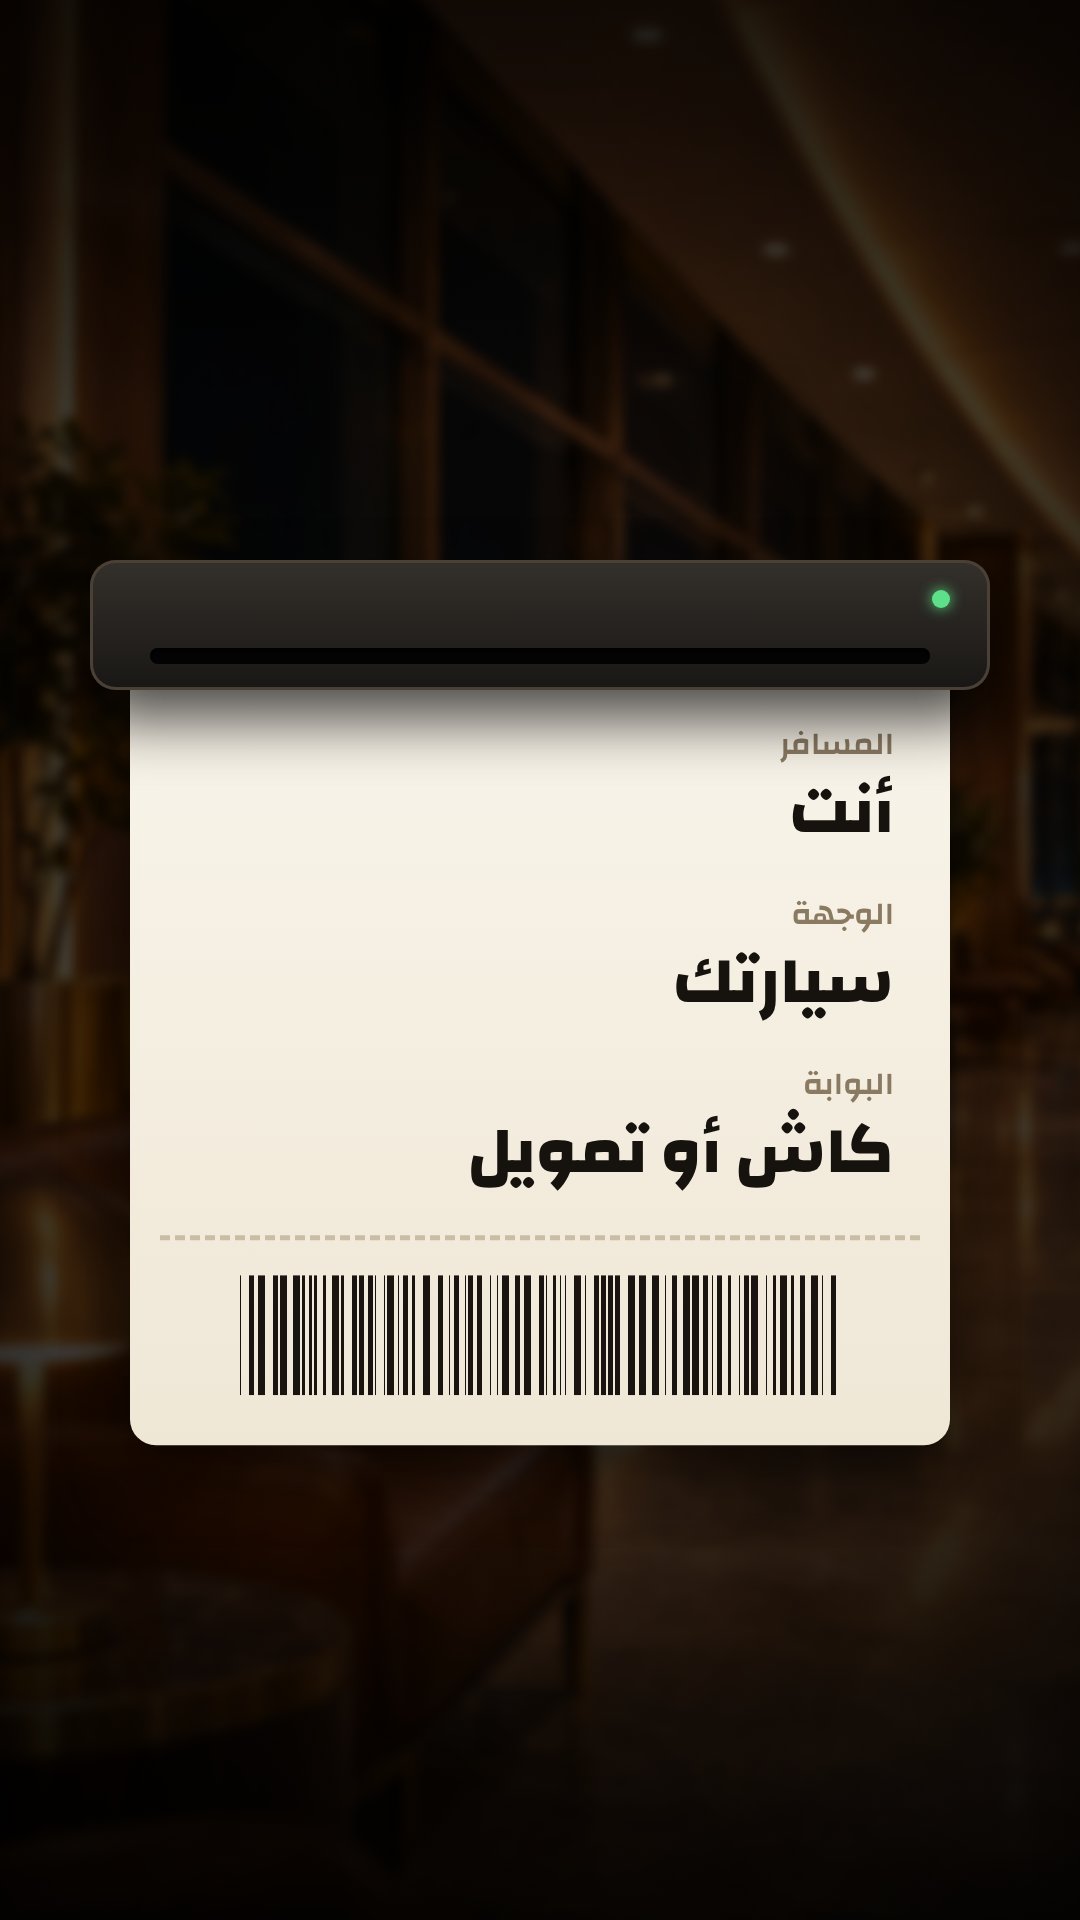 المسافر
أنت
الوجهة
سيارتك
البوابة
كاش أو تمويل